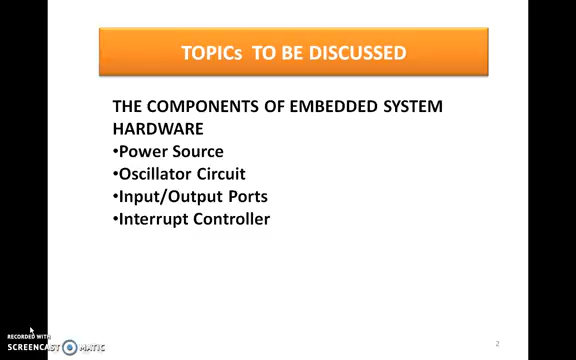 TOPICs TO BE DISCUSSED
THE COMPONENTS OF EMBEDDED SYSTEM
HARDWARE
•Power Source
•Oscillator Circuit
•Input/Output Ports
•Interrupt Controller
RECORDED WITH
SCREENCAST MATIC
2